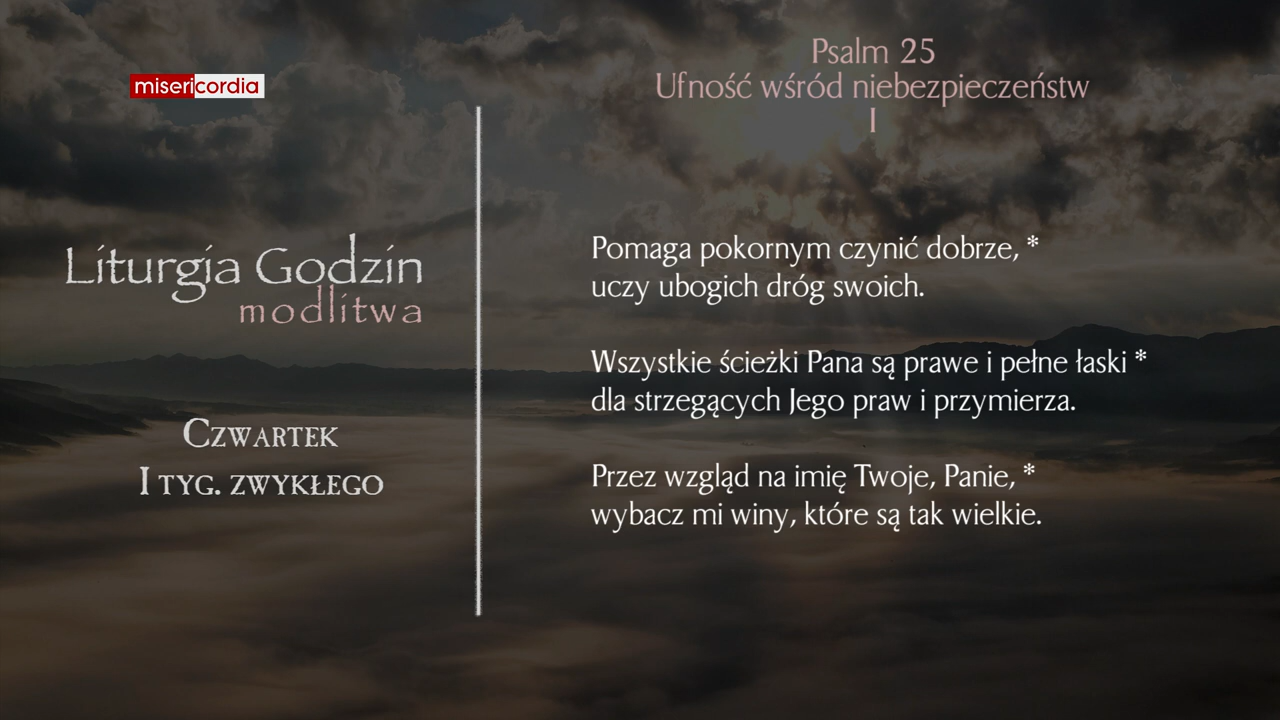 misericordia
Liturgia Godzin
modlitwa
Czwartek
I tyg. zwykłego
Psalm 25
Ufność wśród niebezpieczeństw
I
Pomaga pokornym czynić dobrze, *
uczy ubogich dróg swoich.
Wszystkie ścieżki Pana są prawe i pełne łaski *
dla strzegących Jego praw i przymierza.
Przez wzgląd na imię Twoje, Panie, *
wybacz mi winy, które są tak wielkie.